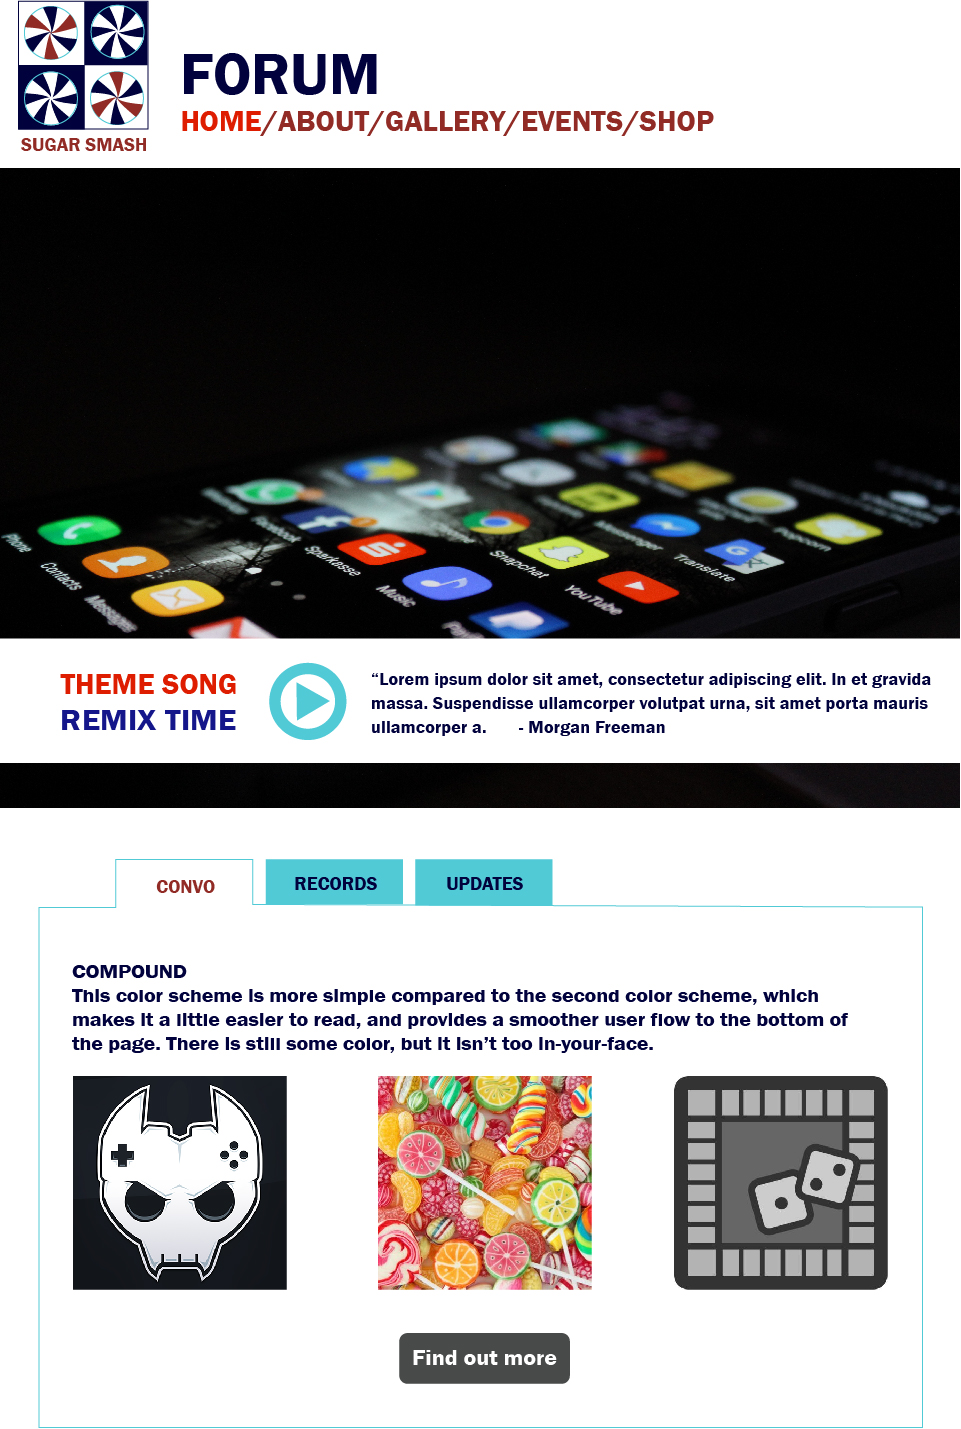 FORUM
HOME/ABOUT/GALLERY/EVENTS/SHOP
SUGAR SMASH
Phone
Contacts
Messages
Facebook
Sparkasse
Music
Snapchat
YouTube
Messenger
Translate
Popcorn
THEME SONG
REMIX TIME
“Lorem ipsum dolor sit amet, consectetur adipiscing elit. In et gravida
massa. Suspendisse ullamcorper volutpat urna, sit amet porta mauris
ullamcorper a. - Morgan Freeman
CONVO
RECORDS
UPDATES
COMPOUND
This color scheme is more simple compared to the second color scheme, which
makes it a little easier to read, and provides a smoother user flow to the bottom of
the page. There is still some color, but it isn’t too in-your-face.
Find out more